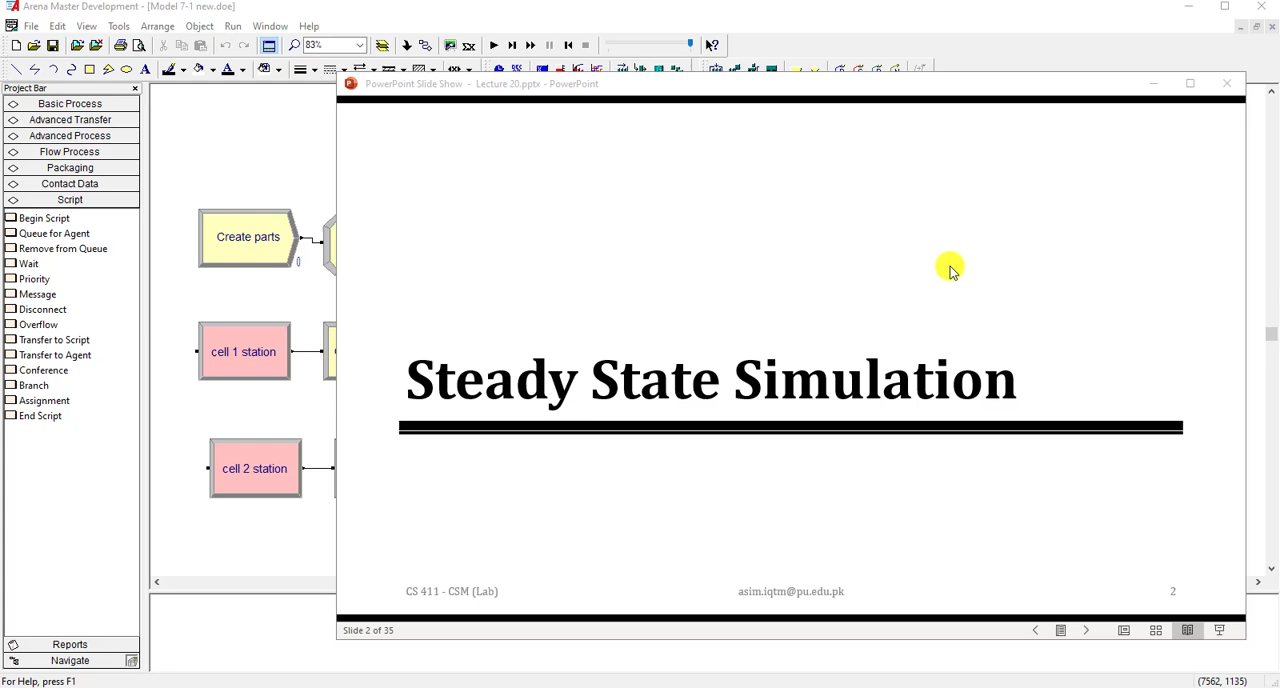 Arena Master Development - [Model 7-1 new.doe]
File Edit View Tools Arrange Object Run Window Help
83%
Project Bar
Basic Process
Advanced Transfer
Advanced Process
Flow Process
Packaging
Contact Data
Script
Begin Script
Queue for Agent
Remove from Queue
Wait
Priority
Message
Disconnect
Overflow
Transfer to Script
Transfer to Agent
Conference
Branch
Assignment
End Script
Reports
Navigate
Create parts
0
cell 1 station
cell 2 station
PowerPoint Slide Show - Lecture 20.pptx - PowerPoint
Steady State Simulation
CS 411 - CSM (Lab) asim.iqtm@pu.edu.pk 2
Slide 2 of 35
For Help, press F1 (7562, 1135)